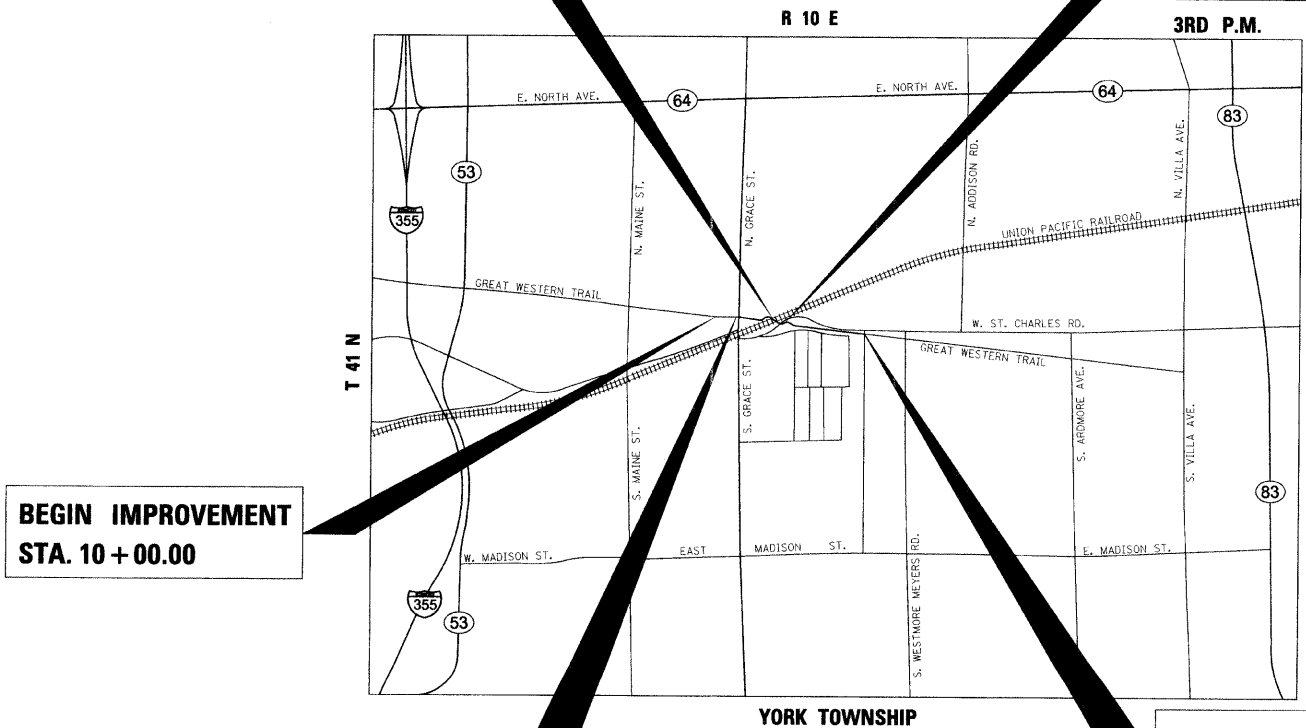 R 10 E
3RD P.M.
E. NORTH AVE.
64
E. NORTH AVE.
64
83
53
355
N. MAINE ST.
N. GRACE ST.
N. ADDISON RD.
N. VILLA AVE.
UNION PACIFIC RAILROAD
GREAT WESTERN TRAIL
W. ST. CHARLES RD.
GREAT WESTERN TRAIL
T 41 N
S. GRACE ST.
S. MAINE ST.
S. ARDMORE AVE.
S. VILLA AVE.
83
BEGIN IMPROVEMENT
STA. 10+00.00
W. MADISON ST.
EAST MADISON ST.
E. MADISON ST.
S. WESTMORE MEYERS RD.
355
53
YORK TOWNSHIP